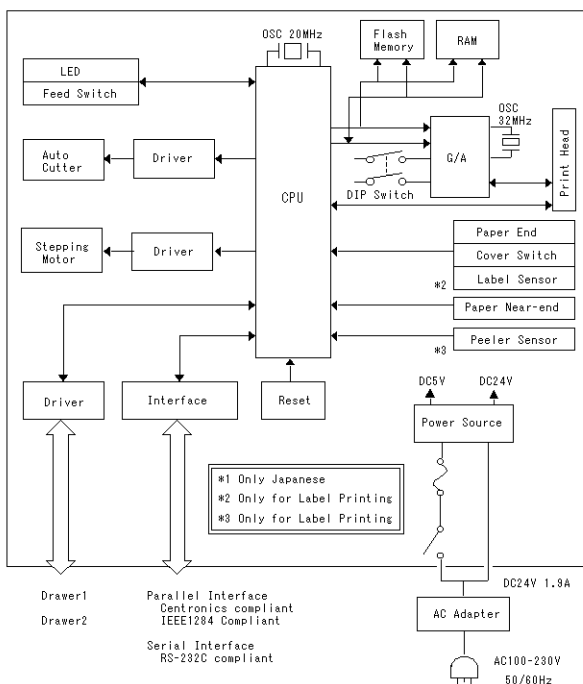 OSC 20MHz
Flash
Memory
RAM
LED
Feed Switch
OSC
32MHz
Auto
Cutter
Driver
G/A
Print Head
DIP Switch
CPU
Paper End
Stepping
Motor
Driver
Cover Switch
*2 Label Sensor
Paper Near-end
*3 Peeler Sensor
DC5V DC24V
Driver
Interface
Reset
Power Source
*1 Only Japanese
*2 Only for Label Printing
*3 Only for Label Printing
DC24V 1.9A
Drawer1
Drawer2
Parallel Interface
Centronics compliant
IEEE1284 Compliant
Serial Interface
RS-232C compliant
AC Adapter
AC100-230V
50/60Hz